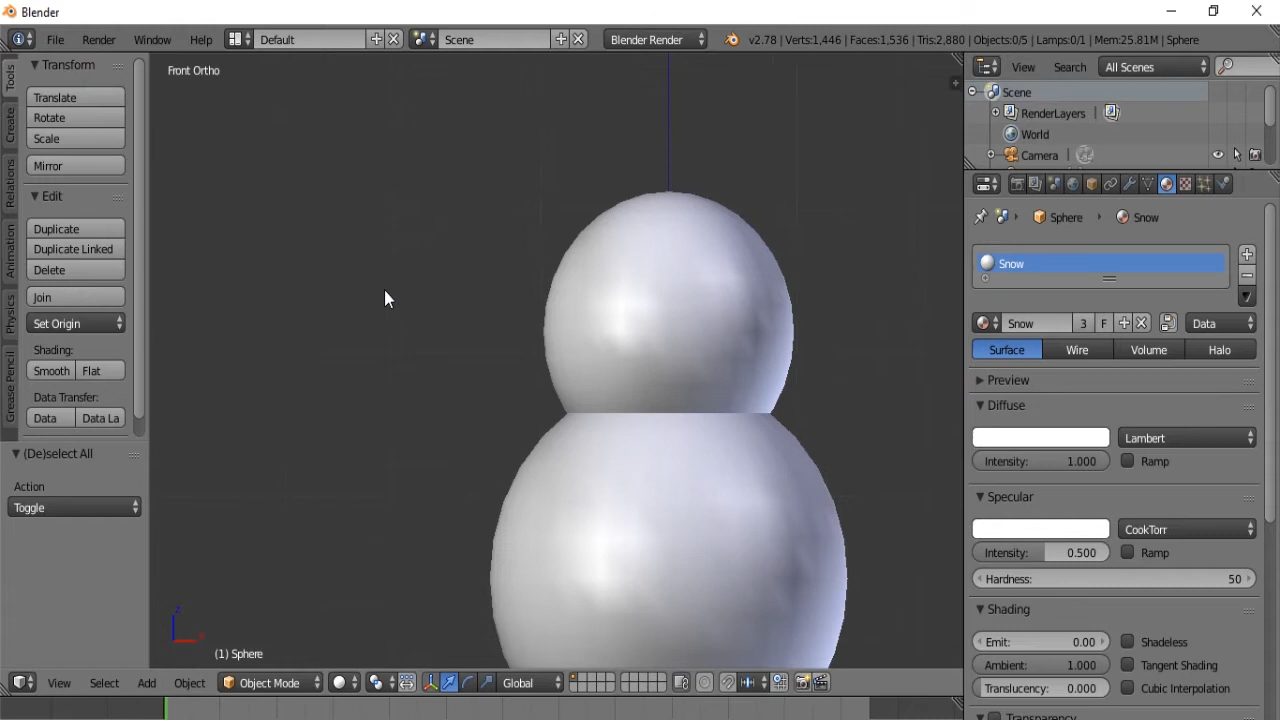 Blender
File Render Window Help Default Scene Blender Render v2.78 | Verts:1,446 | Faces:1,536 | Tris:2,880 | Objects:0/5 | Lamps:0/1 | Mem:25.81M | Sphere
Tools
Create
Relations
Animation
Physics
Grease Pencil
Transform
Translate
Rotate
Scale
Mirror
Edit
Duplicate
Duplicate Linked
Delete
Join
Set Origin
Shading:
Smooth Flat
Data Transfer:
Data Data La
(De)select All
Action
Toggle
Front Ortho
(1) Sphere
View Select Add Object Object Mode Global
View Search All Scenes
Scene
RenderLayers |
World
Camera |
Sphere Snow
Snow
Snow 3 F Data
Surface Wire Volume Halo
Preview
Diffuse
Lambert
Intensity: 1.000 Ramp
Specular
CookTorr
Intensity: 0.500 Ramp
Hardness: 50
Shading
Emit: 0.00 Shadeless
Ambient: 1.000 Tangent Shading
Translucency: 0.000 Cubic Interpolation
Transparency